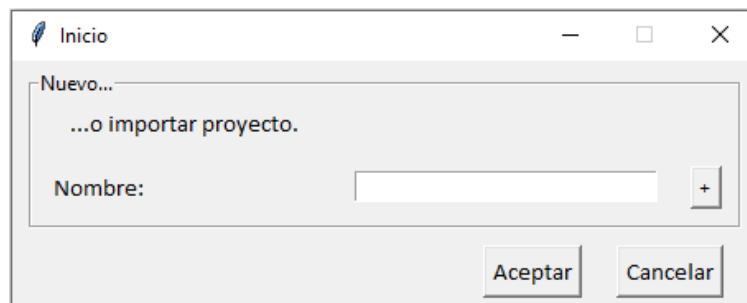 Inicio
Nuevo...
...o importar proyecto.
Nombre:
+
Aceptar Cancelar